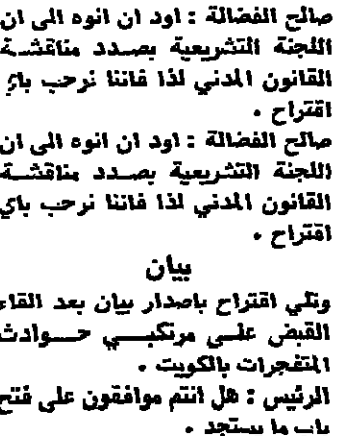 صالح الفضالة : اود ان انوه الى ان
اللجنة التشريعية بصدد مناقشة
القانون المدني لذا فاننا نرحب باي
اقتراح .
صالح الفضالة : اود ان انوه الى ان
اللجنة التشريعية بصدد مناقشة
القانون المدني لذا فاننا نرحب باي
اقتراح .
بيان
وتلي اقتراح باصدار بيان بعد القاء
القبض على مرتكبي حوادث
المتفجرات بالكويت .
الرئيس : هل انتم موافقون على فتح
باب ما يستجد .